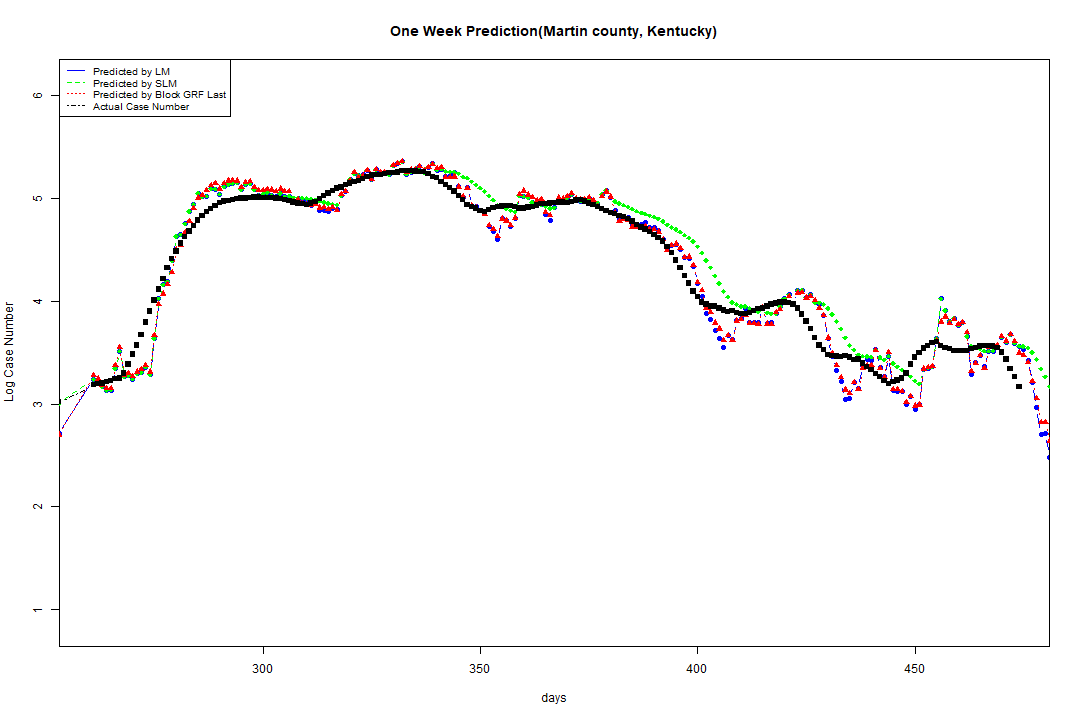 One Week Prediction(Martin county, Kentucky)
Predicted by LM
Predicted by SLM
Predicted by Block GRF Last
Actual Case Number
6
5
4
3
2
1
Log Case Number
300
350
400
450
days